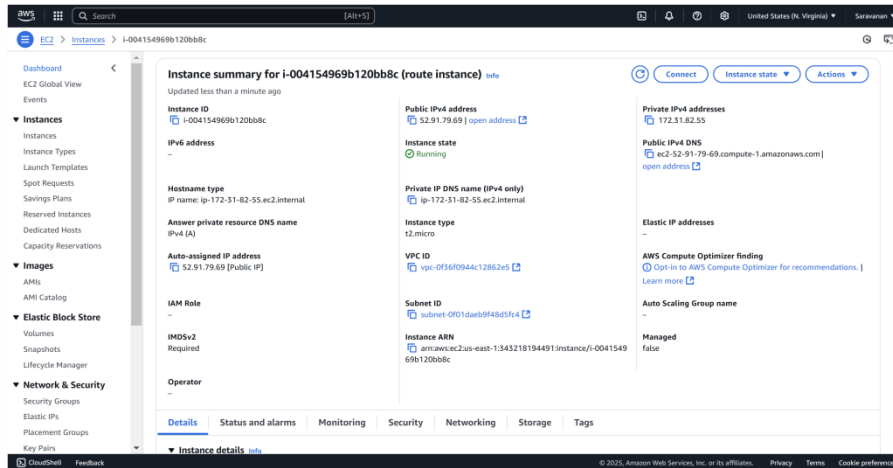 aws
Search
[Alt+S]
United States (N. Virginia)
Saravanan
EC2 > Instances > i-004154969b120bb8c
Dashboard
EC2 Global View
Events
Instances
Instances
Instance Types
Launch Templates
Spot Requests
Savings Plans
Reserved Instances
Dedicated Hosts
Capacity Reservations
Images
AMIs
AMI Catalog
Elastic Block Store
Volumes
Snapshots
Lifecycle Manager
Network & Security
Security Groups
Elastic IPs
Placement Groups
Key Pairs
Instance summary for i-004154969b120bb8c (route instance) Info
Updated less than a minute ago
Connect
Instance state
Actions
Instance ID
i-004154969b120bb8c
Public IPv4 address
52.91.79.69 | open address
Private IPv4 addresses
172.31.82.55
IPv6 address
–
Instance state
Running
Public IPv4 DNS
ec2-52-91-79-69.compute-1.amazonaws.com |
open address
Hostname type
IP name: ip-172-31-82-55.ec2.internal
Private IP DNS name (IPv4 only)
ip-172-31-82-55.ec2.internal
Answer private resource DNS name
IPv4 (A)
Instance type
t2.micro
Elastic IP addresses
–
Auto-assigned IP address
52.91.79.69 [Public IP]
VPC ID
vpc-0f36f0944c12862e5
AWS Compute Optimizer finding
Opt-in to AWS Compute Optimizer for recommendations. |
Learn more
IAM Role
–
Subnet ID
subnet-0f01daeb9f48d5fc4
Auto Scaling Group name
–
IMDSv2
Required
Instance ARN
arn:aws:ec2:us-east-1:343218194491:instance/i-0041549
69b120bb8c
Managed
false
Operator
–
Details
Status and alarms
Monitoring
Security
Networking
Storage
Tags
Instance details Info
CloudShell
Feedback
© 2025, Amazon Web Services, Inc. or its affiliates.
Privacy
Terms
Cookie preference